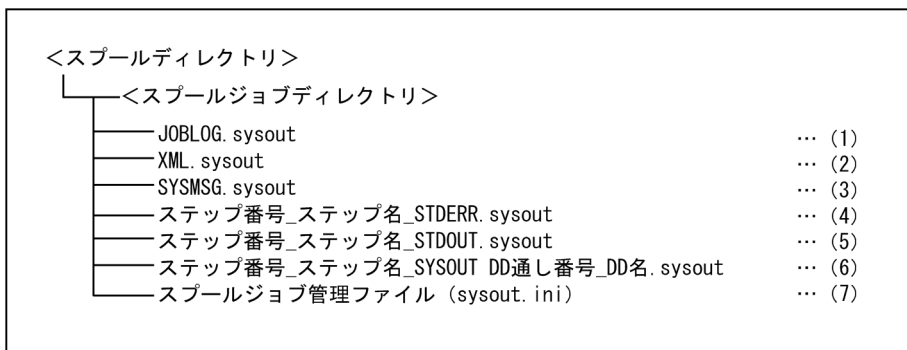 ＜スプールディレクトリ＞
＜スプールジョブディレクトリ＞
JOBLOG.sysout … (1)
XML.sysout … (2)
SYSMSG.sysout … (3)
ステップ番号_ステップ名_STDERR.sysout … (4)
ステップ番号_ステップ名_STDOUT.sysout … (5)
ステップ番号_ステップ名_SYSOUT DD通し番号_DD名.sysout … (6)
スプールジョブ管理ファイル（sysout.ini） … (7)